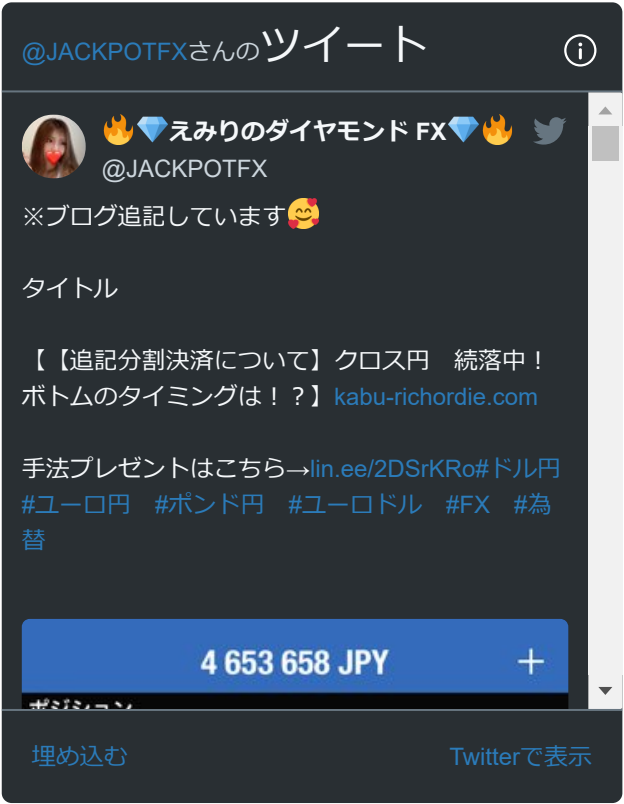 @JACKPOTFXさんのツイート
🔥💎えみりのダイヤモンド FX💎🔥
@JACKPOTFX
※ブログ追記しています🥰
タイトル
【【追記分割決済について】クロス円　続落中！
ボトムのタイミングは！？】kabu-richordie.com
手法プレゼントはこちら→lin.ee/2DSrKRo#ドル円
#ユーロ円　#ポンド円　#ユーロドル　#FX　#為
替
4 653 658 JPY
ポジション
埋め込む
Twitterで表示